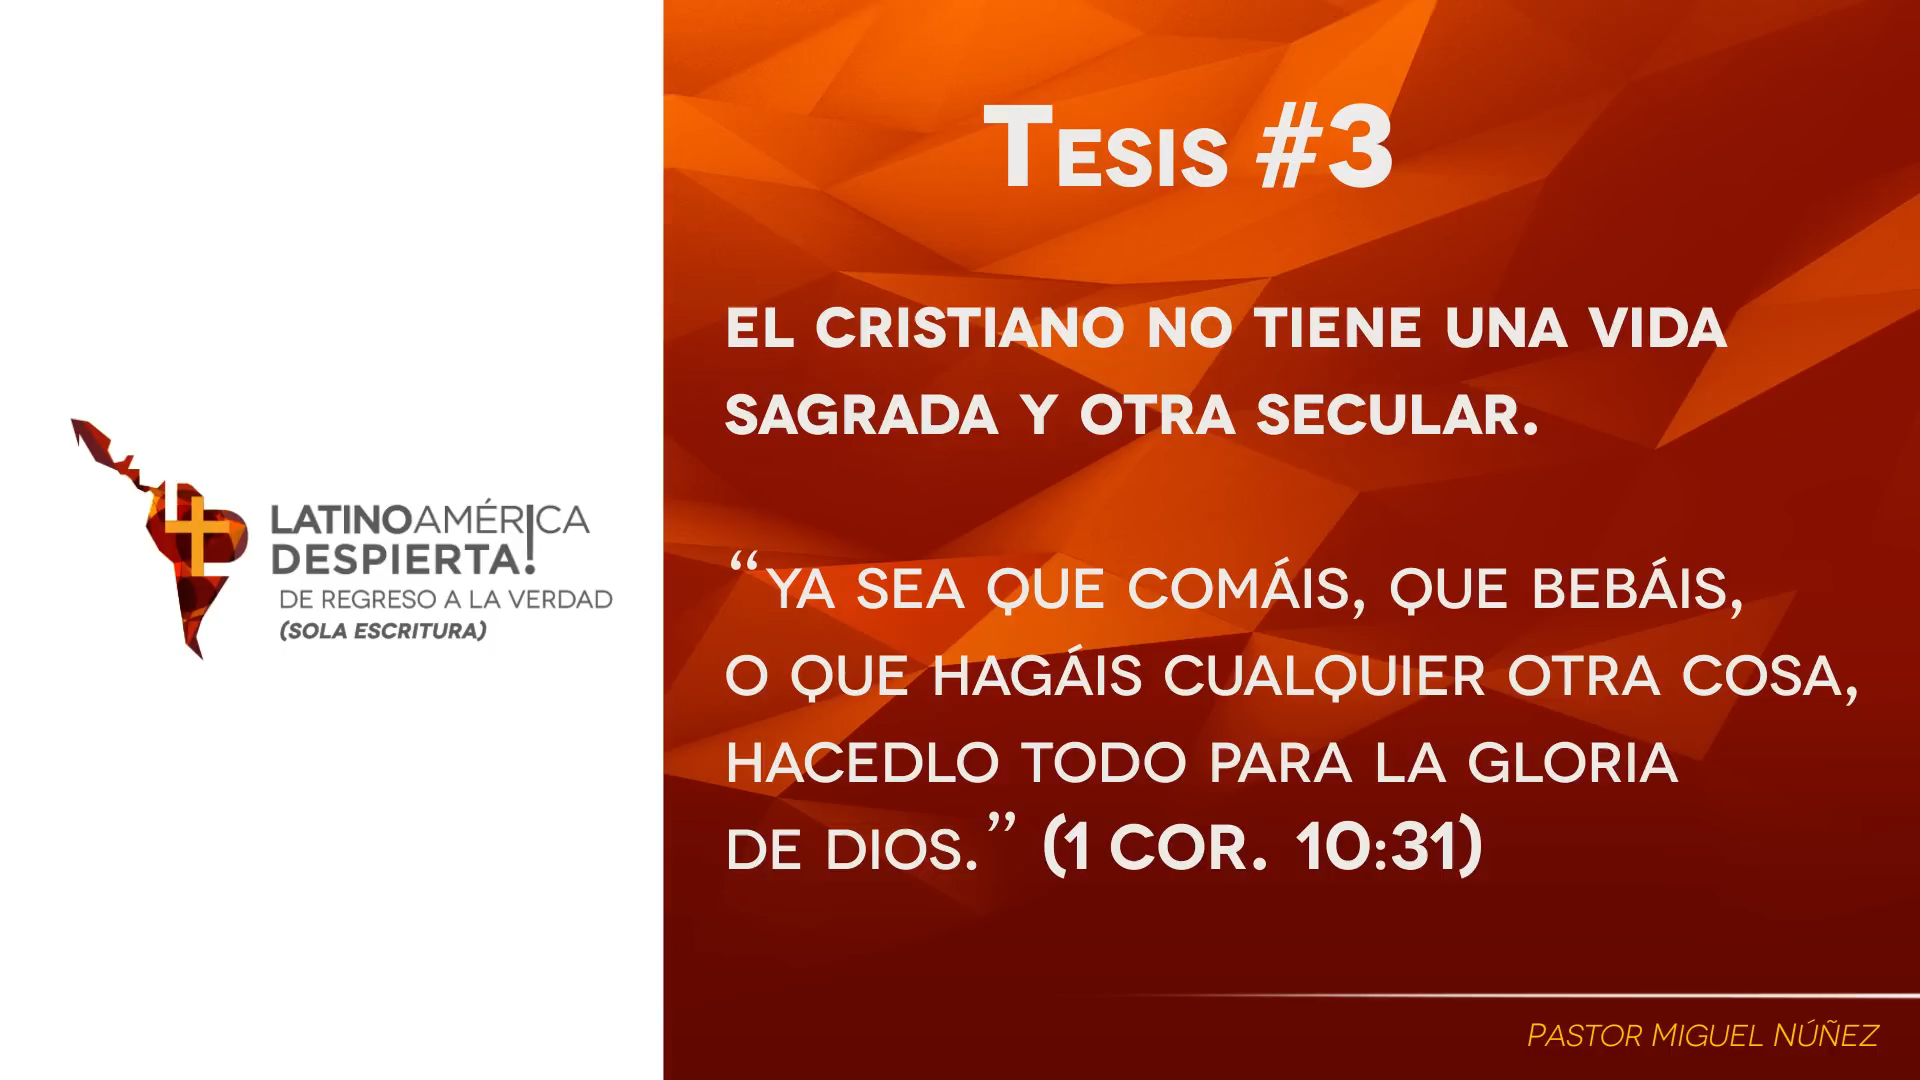 LATINOAMÉR!CA
DESPIERTA!
DE REGRESO A LA VERDAD
(SOLA ESCRITURA)
TESIS #3
EL CRISTIANO NO TIENE UNA VIDA
SAGRADA Y OTRA SECULAR.
“YA SEA QUE COMÁIS, QUE BEBÁIS,
O QUE HAGÁIS CUALQUIER OTRA COSA,
HACEDLO TODO PARA LA GLORIA
DE DIOS.” (1 COR. 10:31)
PASTOR MIGUEL NÚÑEZ